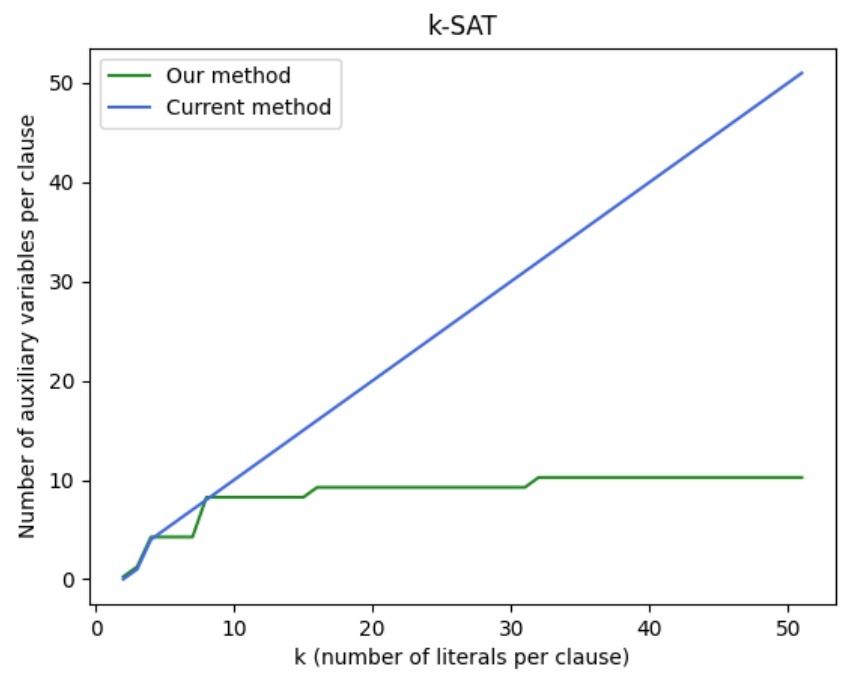 k-SAT
Our method
Current method
Number of auxiliary variables per clause
50
40
30
20
10
0
0 10 20 30 40 50
k (number of literals per clause)